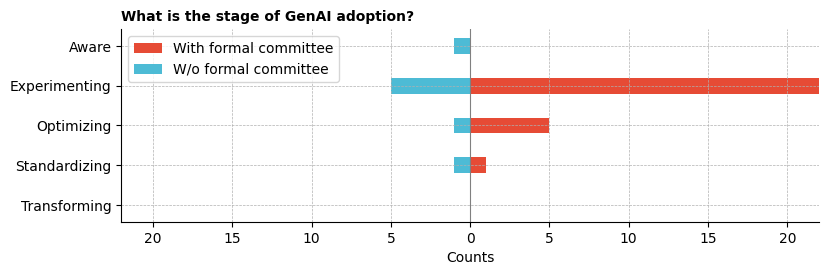 What is the stage of GenAI adoption?
With formal committee
W/o formal committee
Aware
Experimenting
Optimizing
Standardizing
Transforming
20 15 10 5 0 5 10 15 20
Counts